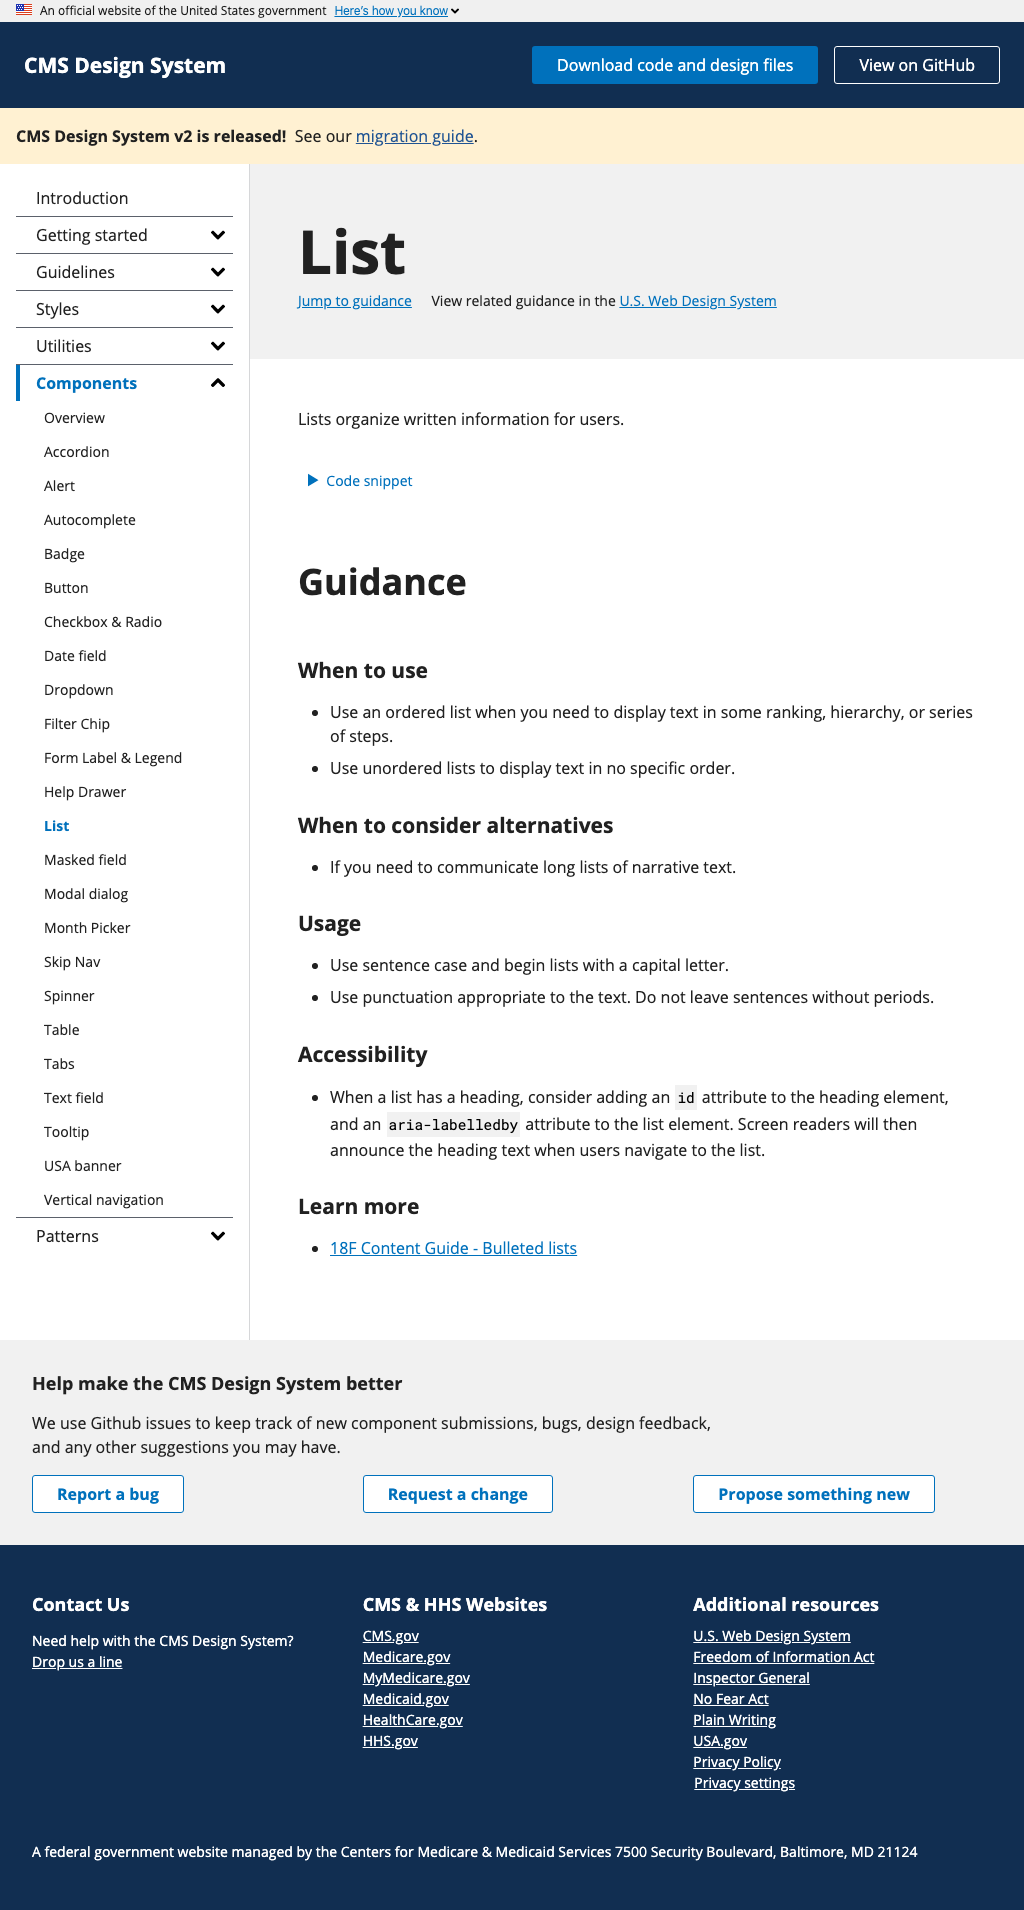 An official website of the United States government Here's how you know
CMS Design System
Download code and design files
View on GitHub
CMS Design System v2 is released! See our migration guide.
Introduction
Getting started
Guidelines
Styles
Utilities
Components
Overview
Accordion
Alert
Autocomplete
Badge
Button
Checkbox & Radio
Date field
Dropdown
Filter Chip
Form Label & Legend
Help Drawer
List
Masked field
Modal dialog
Month Picker
Skip Nav
Spinner
Table
Tabs
Text field
Tooltip
USA banner
Vertical navigation
Patterns
List
Jump to guidance View related guidance in the U.S. Web Design System
Lists organize written information for users.
Code snippet
Guidance
When to use
• Use an ordered list when you need to display text in some ranking, hierarchy, or series
of steps.
• Use unordered lists to display text in no specific order.
When to consider alternatives
• If you need to communicate long lists of narrative text.
Usage
• Use sentence case and begin lists with a capital letter.
• Use punctuation appropriate to the text. Do not leave sentences without periods.
Accessibility
• When a list has a heading, consider adding an id attribute to the heading element,
and an aria-labelledby attribute to the list element. Screen readers will then
announce the heading text when users navigate to the list.
Learn more
• 18F Content Guide - Bulleted lists
Help make the CMS Design System better
We use Github issues to keep track of new component submissions, bugs, design feedback,
and any other suggestions you may have.
Report a bug
Request a change
Propose something new
Contact Us
Need help with the CMS Design System?
Drop us a line
CMS & HHS Websites
CMS.gov
Medicare.gov
MyMedicare.gov
Medicaid.gov
HealthCare.gov
HHS.gov
Additional resources
U.S. Web Design System
Freedom of Information Act
Inspector General
No Fear Act
Plain Writing
USA.gov
Privacy Policy
Privacy settings
A federal government website managed by the Centers for Medicare & Medicaid Services 7500 Security Boulevard, Baltimore, MD 21124